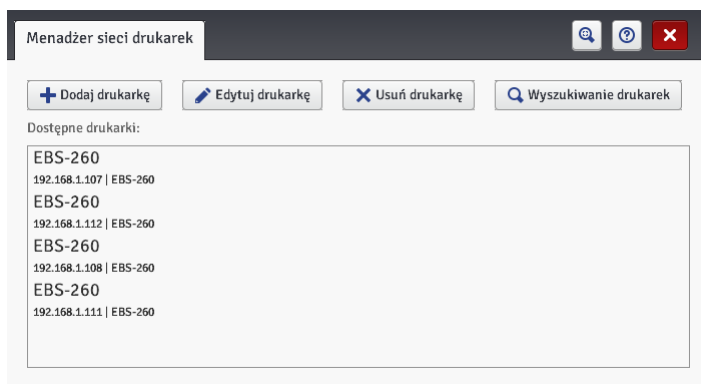 Menadżer sieci drukarek
Dodaj drukarkę Edytuj drukarkę Usuń drukarkę Wyszukiwanie drukarek
Dostępne drukarki:
EBS-260
192.168.1.107 | EBS-260
EBS-260
192.168.1.112 | EBS-260
EBS-260
192.168.1.108 | EBS-260
EBS-260
192.168.1.111 | EBS-260